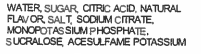 WATER, SUGAR, CITRIC ACID, NATURAL
FLAVOR, SALT, SODIUM CITRATE,
MONOPOTASSIUM PHOSPHATE,
SUCRALOSE, ACESULFAME POTASSIUM